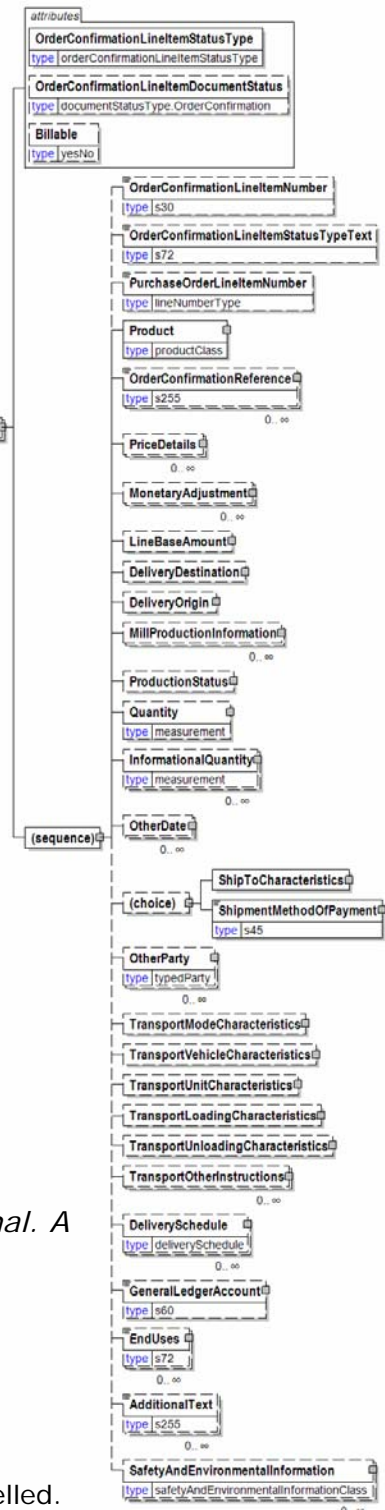 attributes
OrderConfirmationLineItemStatusType
type orderConfirmationLineItemStatusType
OrderConfirmationLineItemDocumentStatus
type documentStatusType.OrderConfirmation
Billable
type yesNo
OrderConfirmationLineItemNumber
type s30
OrderConfirmationLineItemStatusTypeText
type s72
PurchaseOrderLineItemNumber
type lineNumberType
Product
type productClass
OrderConfirmationReference
type s255
0.. ∞
PriceDetails
0.. ∞
MonetaryAdjustment
0.. ∞
LineBaseAmount
DeliveryDestination
DeliveryOrigin
MillProductionInformation
0.. ∞
ProductionStatus
Quantity
type measurement
InformationalQuantity
type measurement
0.. ∞
(sequence)
OtherDate
0.. ∞
(choice)
ShipToCharacteristics
ShipmentMethodOfPayment
type s45
OtherParty
type typedParty
0.. ∞
TransportModeCharacteristics
TransportVehicleCharacteristics
TransportUnitCharacteristics
TransportLoadingCharacteristics
TransportUnloadingCharacteristics
TransportOtherInstructions
0.. ∞
nal. A
DeliverySchedule
type deliverySchedule
0.. ∞
GeneralLedgerAccount
type s60
EndUses
type s72
0.. ∞
AdditionalText
type s255
0.. ∞
SafetyAndEnvironmentalInformation
type safetyAndEnvironmentalInformationClass
0.. ∞
elled.